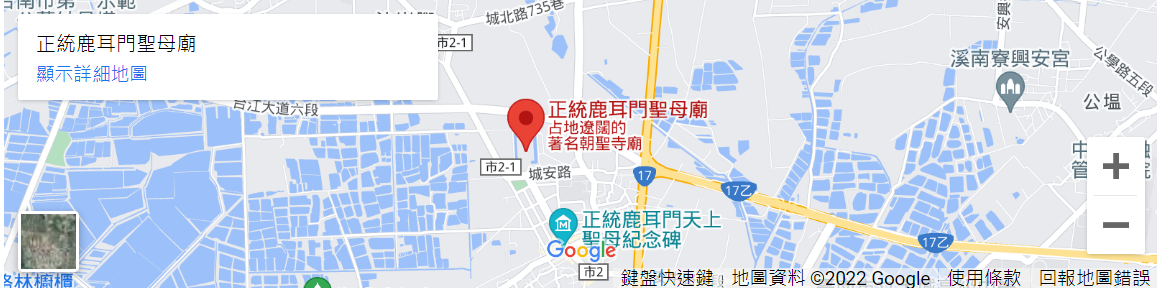 城北路735巷
正統鹿耳門聖母廟
顯示詳細地圖
市2-1
溪南寮興安宮
公學路五段
公塭
台江大道六段
正統鹿耳門聖母廟
占地遼闊的
著名朝聖寺廟
市2-1
城安路
17
17乙
正統鹿耳門天上
聖母紀念碑
17乙
Google
市2
路林櫥櫃
鍵盤快速鍵
地圖資料 ©2022 Google
使用條款
回報地圖錯誤